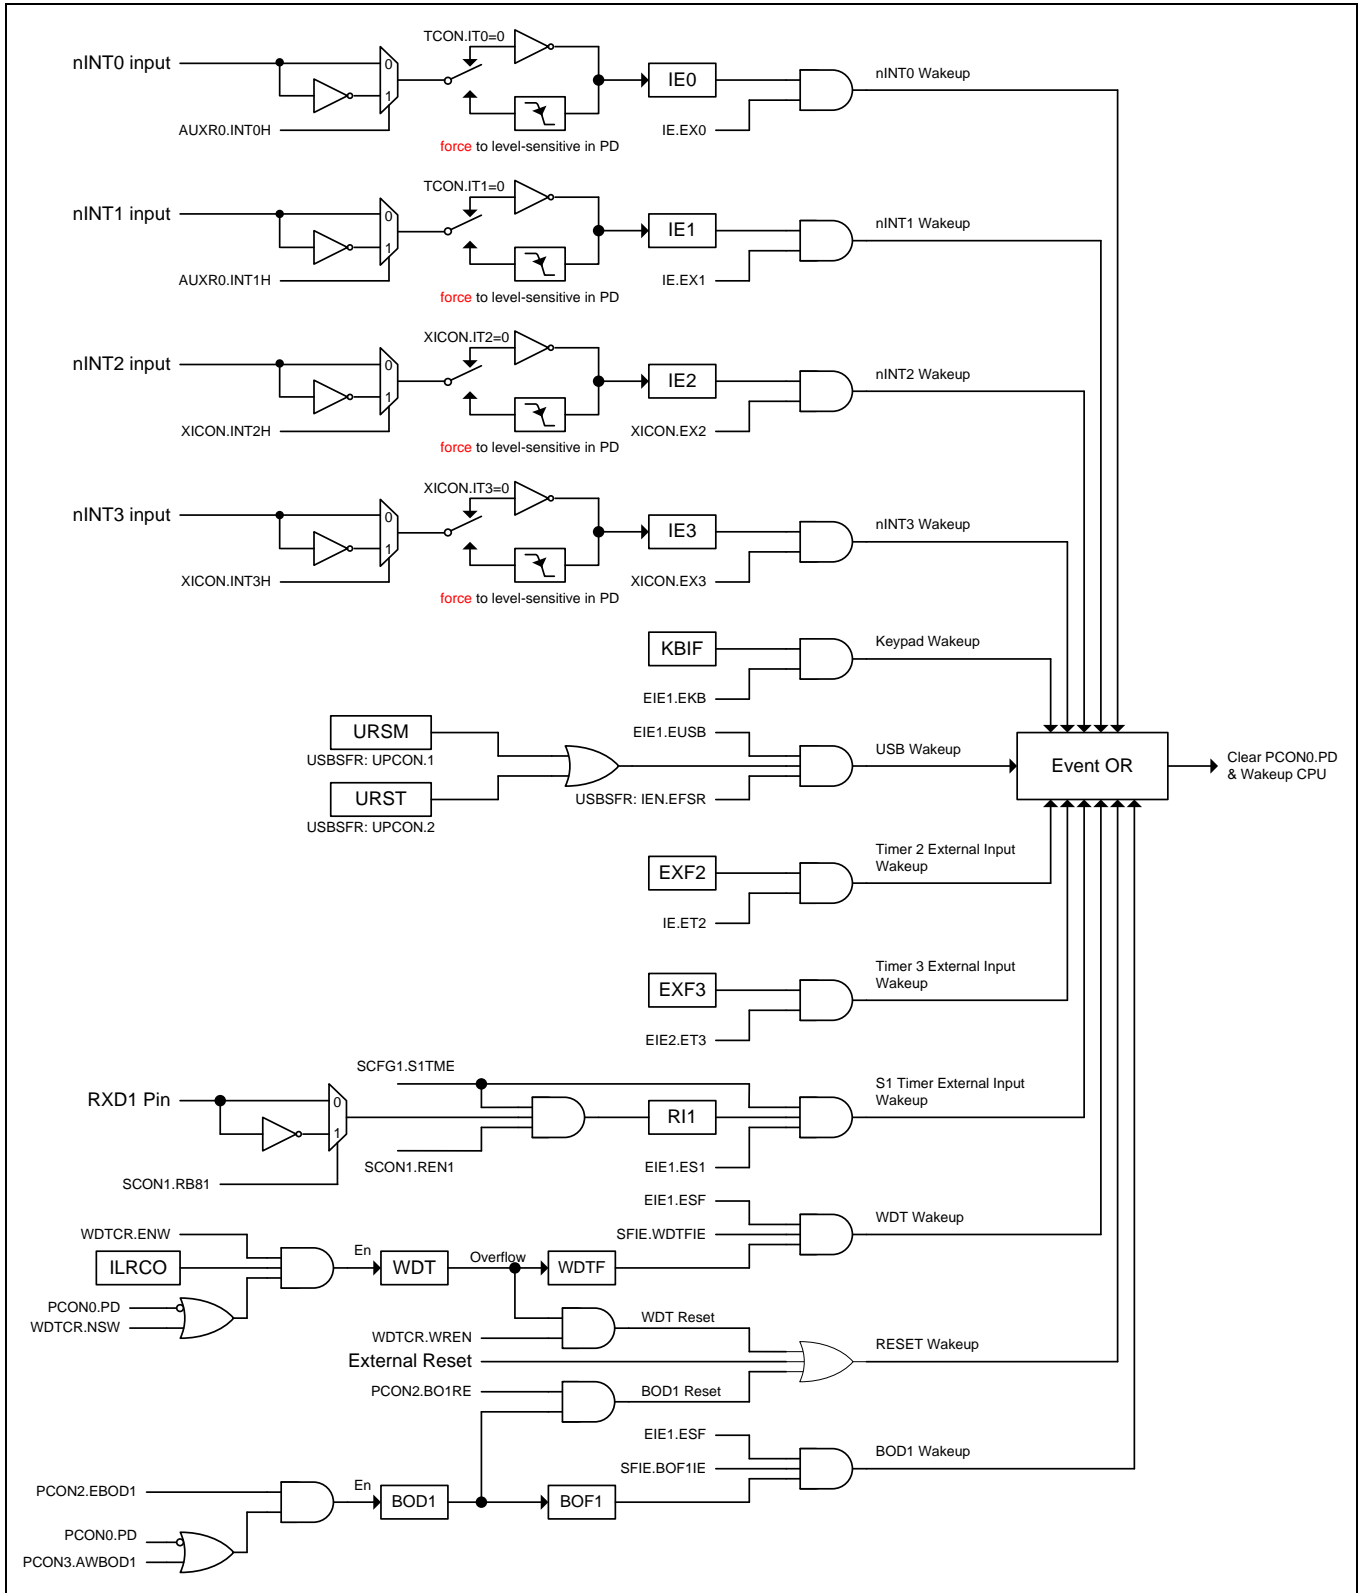 TCON.IT0=0
nINT0 input
0
1
IE0
nINT0 Wakeup
AUXR0.INT0H
IE.EX0
force to level-sensitive in PD
TCON.IT1=0
nINT1 input
0
1
IE1
nINT1 Wakeup
AUXR0.INT1H
IE.EX1
force to level-sensitive in PD
XICON.IT2=0
nINT2 input
0
1
IE2
nINT2 Wakeup
XICON.INT2H
XICON.EX2
force to level-sensitive in PD
XICON.IT3=0
nINT3 input
0
1
IE3
nINT3 Wakeup
XICON.INT3H
XICON.EX3
force to level-sensitive in PD
KBIF
Keypad Wakeup
EIE1.EKB
URSM
USBSFR: UPCON.1
EIE1.EUSB
USB Wakeup
Event OR
Clear PCON0.PD
& Wakeup CPU
URST
USBSFR: IEN.EFSR
USBSFR: UPCON.2
EXF2
Timer 2 External Input
Wakeup
IE.ET2
EXF3
Timer 3 External Input
Wakeup
EIE2.ET3
SCFG1.S1TME
RXD1 Pin
0
1
RI1
S1 Timer External Input
Wakeup
SCON1.REN1
EIE1.ES1
SCON1.RB81
EIE1.ESF
WDTCR.ENW
SFIE.WDTFIE
WDT Wakeup
ILRCO
En
WDT
Overflow
WDTF
PCON0.PD
WDTCR.NSW
WDTCR.WREN
WDT Reset
External Reset
RESET Wakeup
PCON2.BO1RE
BOD1 Reset
EIE1.ESF
SFIE.BOF1IE
BOD1 Wakeup
PCON2.EBOD1
En
BOD1
BOF1
PCON0.PD
PCON3.AWBOD1